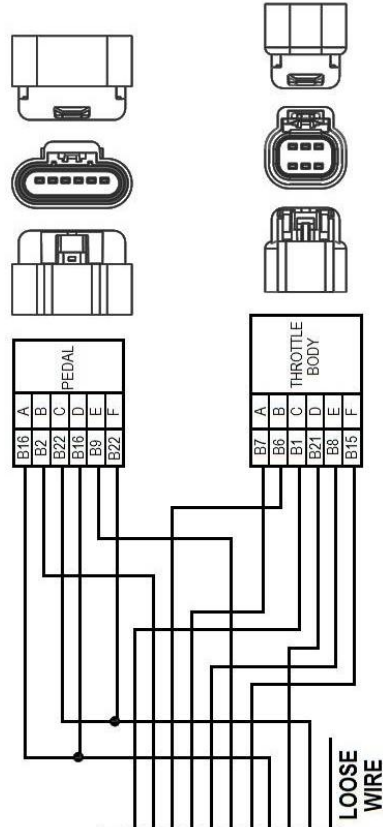 PEDAL
A B C D E F
B16 B2 B22 B16 B9 B22
THROTTLE
BODY
A B C D E F
B7 B6 B1 B21 B8 B15
LOOSE
WIRE